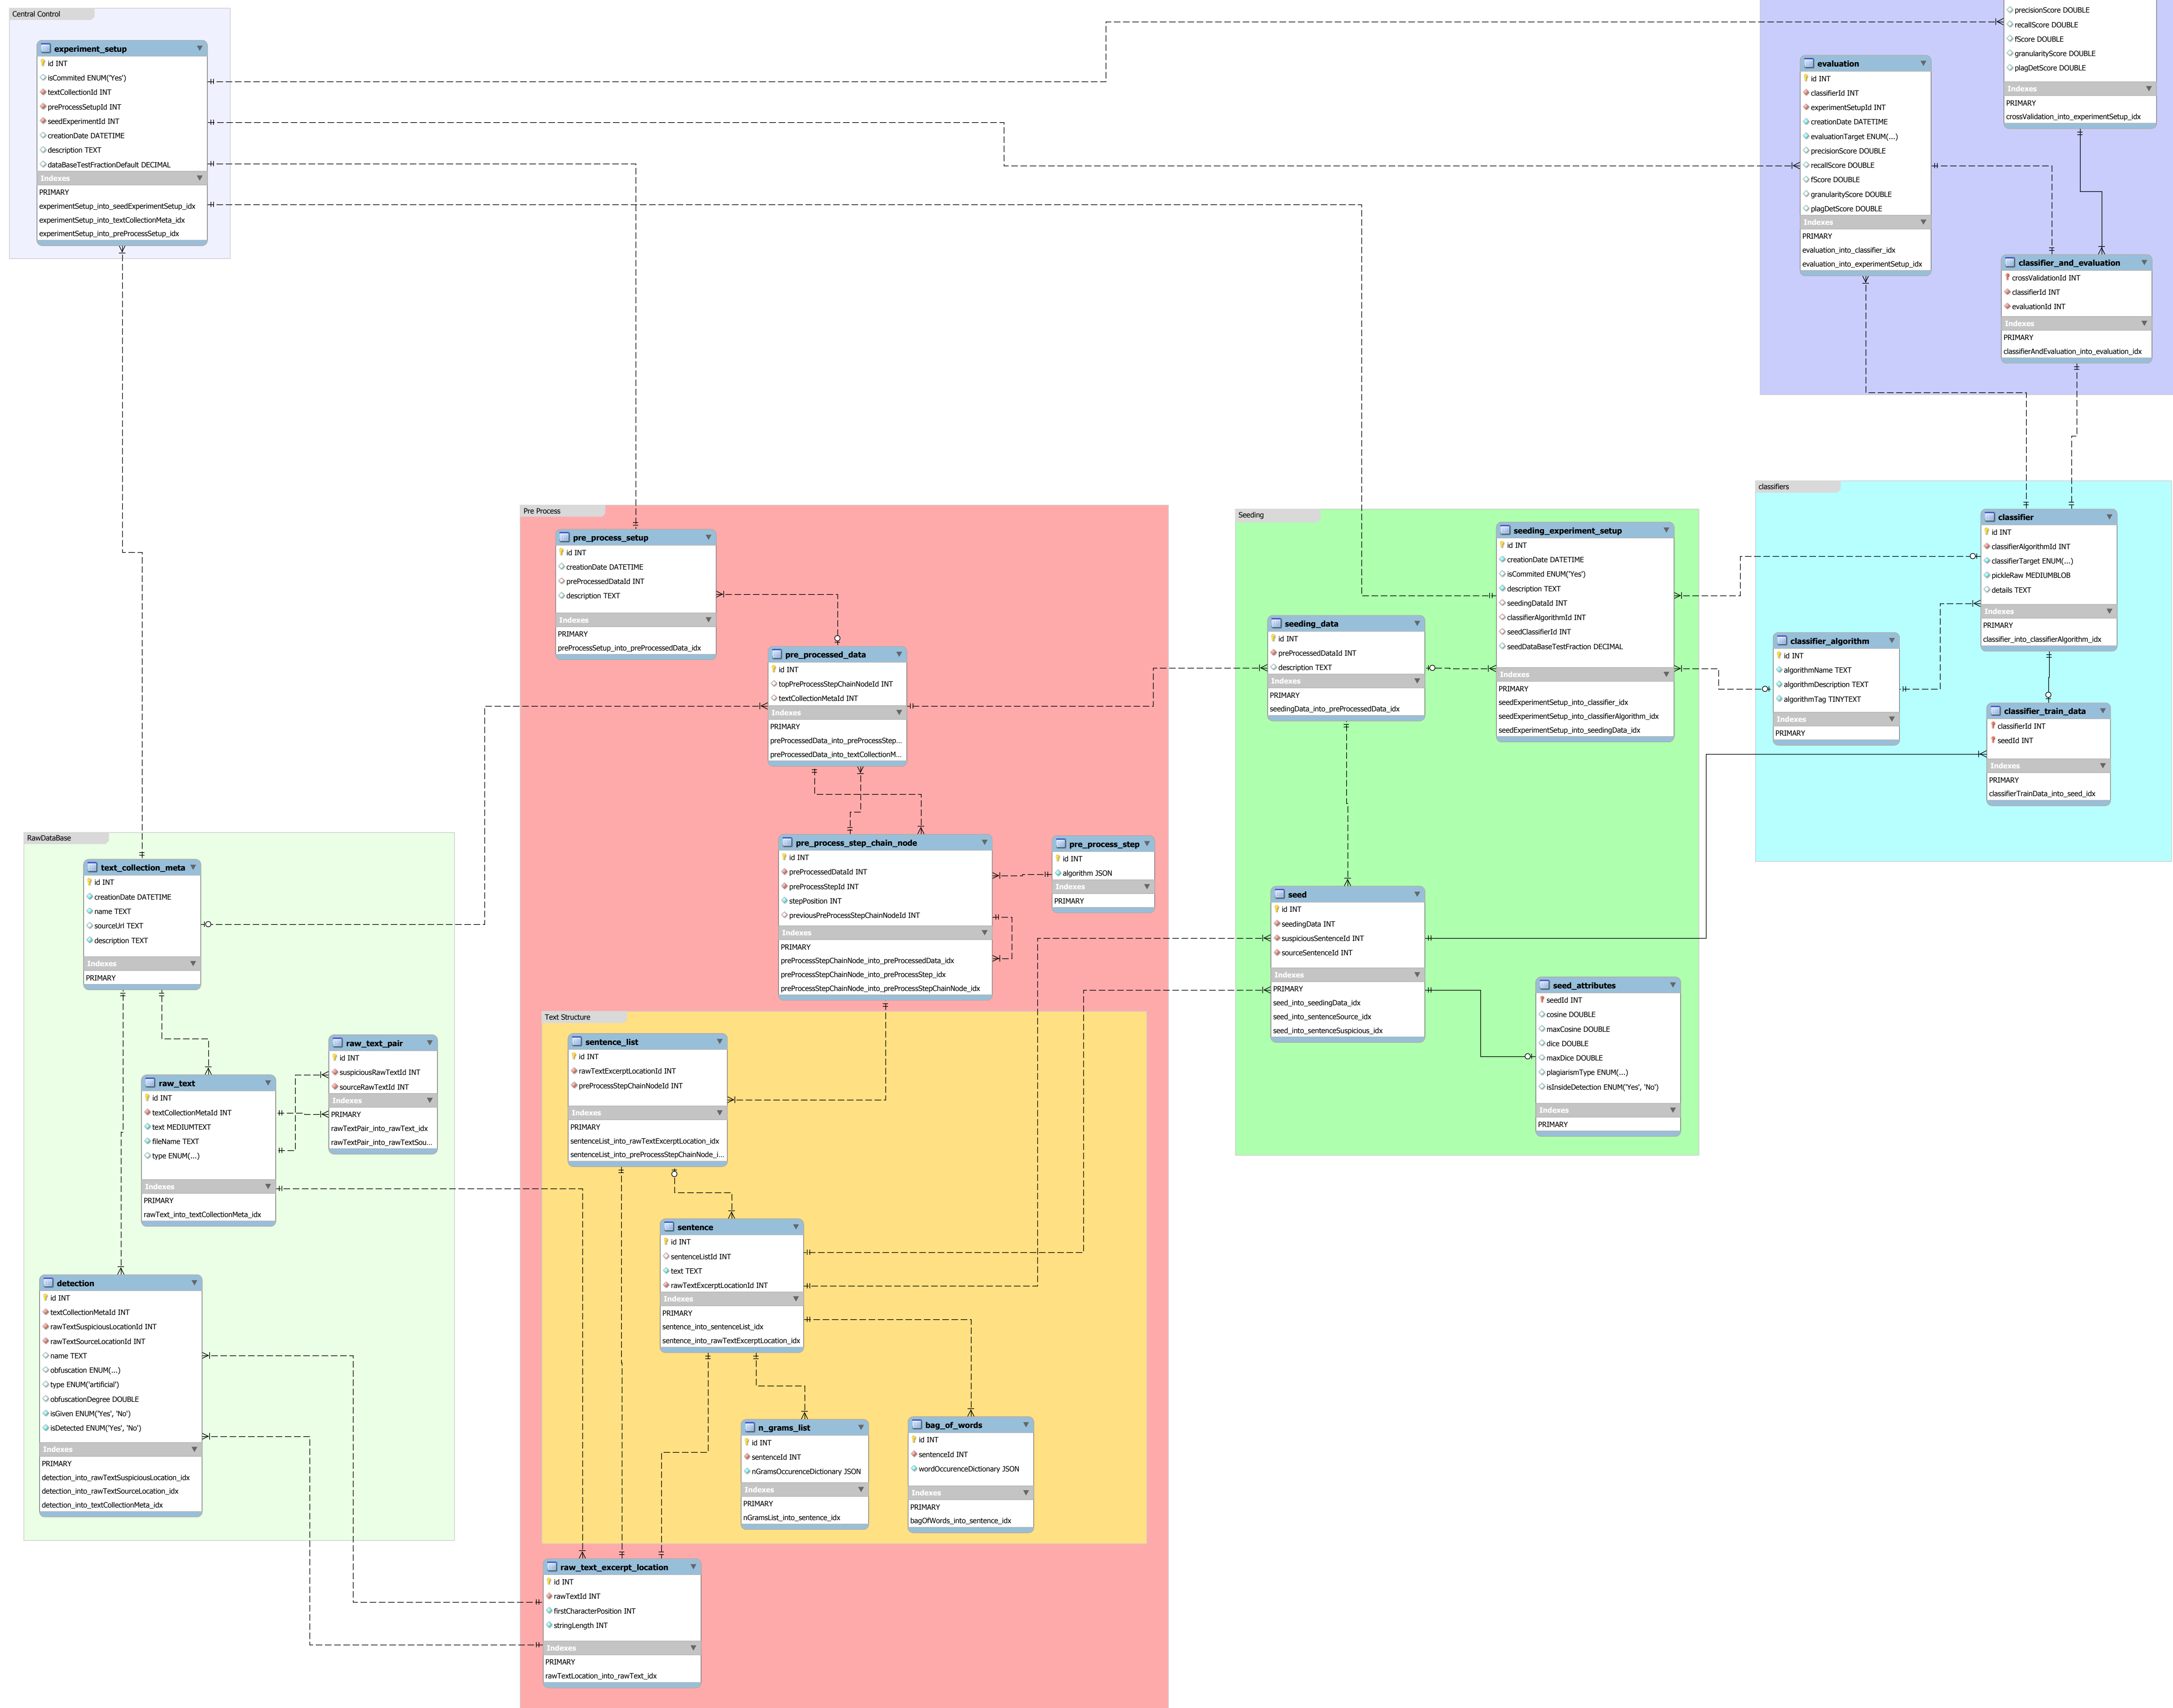 Central Control
experiment_setup
id INT
isCommited ENUM('Yes')
textCollectionId INT
preProcessSetupId INT
seedExperimentId INT
creationDate DATETIME
description TEXT
dataBaseTestFractionDefault DECIMAL
Indexes
PRIMARY
experimentSetup_into_seedExperimentSetup_idx
experimentSetup_into_textCollectionMeta_idx
experimentSetup_into_preProcessSetup_idx
precisionScore DOUBLE
recallScore DOUBLE
fScore DOUBLE
granularityScore DOUBLE
plagDetScore DOUBLE
Indexes
PRIMARY
crossValidation_into_experimentSetup_idx
evaluation
id INT
classifierId INT
experimentSetupId INT
creationDate DATETIME
evaluationTarget ENUM(...)
precisionScore DOUBLE
recallScore DOUBLE
fScore DOUBLE
granularityScore DOUBLE
plagDetScore DOUBLE
Indexes
PRIMARY
evaluation_into_classifier_idx
evaluation_into_experimentSetup_idx
classifier_and_evaluation
crossValidationId INT
classifierId INT
evaluationId INT
Indexes
PRIMARY
classifierAndEvaluation_into_evaluation_idx
Pre Process
pre_process_setup
id INT
creationDate DATETIME
preProcessedDataId INT
description TEXT
Indexes
PRIMARY
preProcessSetup_into_preProcessedData_idx
pre_processed_data
id INT
topPreProcessStepChainNodeId INT
textCollectionMetaId INT
Indexes
PRIMARY
preProcessedData_into_preProcessStep...
preProcessedData_into_textCollectionM...
pre_process_step_chain_node
id INT
preProcessedDataId INT
preProcessStepId INT
stepPosition INT
previousPreProcessStepChainNodeId INT
Indexes
PRIMARY
preProcessStepChainNode_into_preProcessedData_idx
preProcessStepChainNode_into_preProcessStep_idx
preProcessStepChainNode_into_preProcessStepChainNode_idx
pre_process_step
id INT
algorithm JSON
Indexes
PRIMARY
Seeding
seeding_experiment_setup
id INT
creationDate DATETIME
isCommited ENUM('Yes')
description TEXT
seedingDataId INT
classifierAlgorithmId INT
seedClassifierId INT
seedDataBaseTestFraction DECIMAL
Indexes
PRIMARY
seedExperimentSetup_into_classifier_idx
seedExperimentSetup_into_classifierAlgorithm_idx
seedExperimentSetup_into_seedingData_idx
seeding_data
id INT
preProcessedDataId INT
description TEXT
Indexes
PRIMARY
seedingData_into_preProcessedData_idx
seed
id INT
seedingData INT
suspiciousSentenceId INT
sourceSentenceId INT
Indexes
PRIMARY
seed_into_seedingData_idx
seed_into_sentenceSource_idx
seed_into_sentenceSuspicious_idx
seed_attributes
seedId INT
cosine DOUBLE
maxCosine DOUBLE
dice DOUBLE
maxDice DOUBLE
plagiarismType ENUM(...)
isInsideDetection ENUM('Yes', 'No')
Indexes
PRIMARY
classifiers
classifier
id INT
classifierAlgorithmId INT
classifierTarget ENUM(...)
pickleRaw MEDIUMBLOB
details TEXT
Indexes
PRIMARY
classifier_into_classifierAlgorithm_idx
classifier_algorithm
id INT
algorithmName TEXT
algorithmDescription TEXT
algorithmTag TINYTEXT
Indexes
PRIMARY
classifier_train_data
classifierId INT
seedId INT
Indexes
PRIMARY
classifierTrainData_into_seed_idx
RawDataBase
text_collection_meta
id INT
creationDate DATETIME
name TEXT
sourceUrl TEXT
description TEXT
Indexes
PRIMARY
raw_text_pair
id INT
suspiciousRawTextId INT
sourceRawTextId INT
Indexes
PRIMARY
rawTextPair_into_rawText_idx
rawTextPair_into_rawTextSou...
raw_text
id INT
textCollectionMetaId INT
text MEDIUMTEXT
fileName TEXT
type ENUM(...)
Indexes
PRIMARY
rawText_into_textCollectionMeta_idx
detection
id INT
textCollectionMetaId INT
rawTextSuspiciousLocationId INT
rawTextSourceLocationId INT
name TEXT
obfuscation ENUM(...)
type ENUM('artificial')
obfuscationDegree DOUBLE
isGiven ENUM('Yes', 'No')
isDetected ENUM('Yes', 'No')
Indexes
PRIMARY
detection_into_rawTextSuspiciousLocation_idx
detection_into_rawTextSourceLocation_idx
detection_into_textCollectionMeta_idx
Text Structure
sentence_list
id INT
rawTextExcerptLocationId INT
preProcessStepChainNodeId INT
Indexes
PRIMARY
sentenceList_into_rawTextExcerptLocation_idx
sentenceList_into_preProcessStepChainNode_i...
sentence
id INT
sentenceListId INT
text TEXT
rawTextExcerptLocationId INT
Indexes
PRIMARY
sentence_into_sentenceList_idx
sentence_into_rawTextExcerptLocation_idx
n_grams_list
id INT
sentenceId INT
nGramsOccurenceDictionary JSON
Indexes
PRIMARY
nGramsList_into_sentence_idx
bag_of_words
id INT
sentenceId INT
wordOccurenceDictionary JSON
Indexes
PRIMARY
bagOfWords_into_sentence_idx
raw_text_excerpt_location
id INT
rawTextId INT
firstCharacterPosition INT
stringLength INT
Indexes
PRIMARY
rawTextLocation_into_rawText_idx